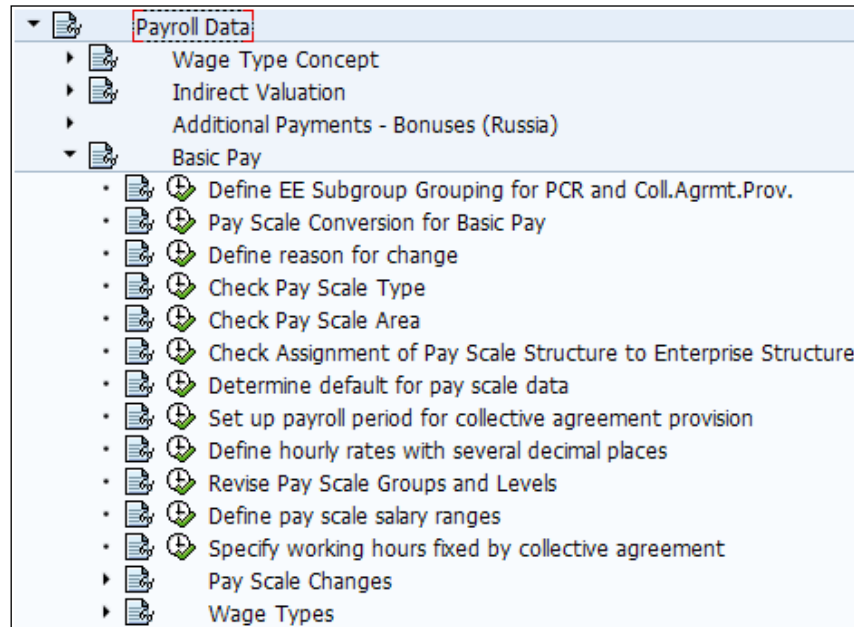 Payroll Data
Wage Type Concept
Indirect Valuation
Additional Payments - Bonuses (Russia)
Basic Pay
Define EE Subgroup Grouping for PCR and Coll.Agrmt.Prov.
Pay Scale Conversion for Basic Pay
Define reason for change
Check Pay Scale Type
Check Pay Scale Area
Check Assignment of Pay Scale Structure to Enterprise Structure
Determine default for pay scale data
Set up payroll period for collective agreement provision
Define hourly rates with several decimal places
Revise Pay Scale Groups and Levels
Define pay scale salary ranges
Specify working hours fixed by collective agreement
Pay Scale Changes
Wage Types